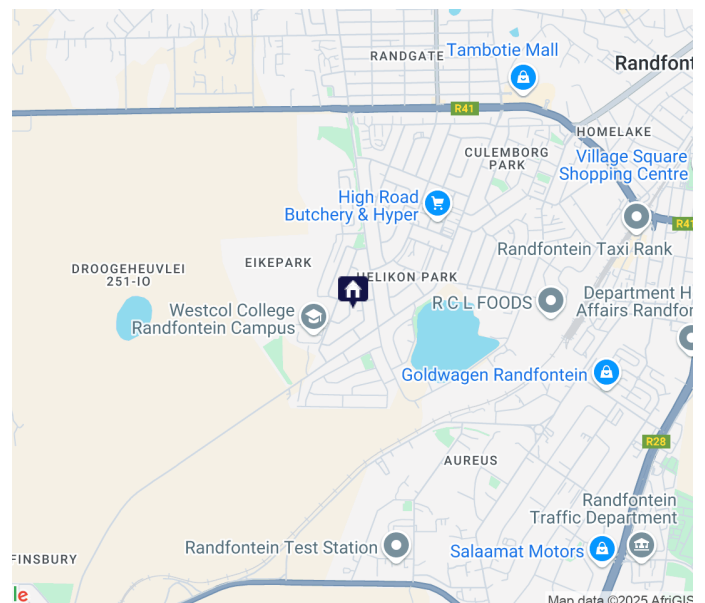 RANDGATE
Tambotie Mall
Randfont
R41
HOMELAKE
CULEMBORG
PARK
Village Square
Shopping Centre
High Road
Butchery & Hyper
R41
Randfontein Taxi Rank
DROOGEHEUVLEI
251-IO
EIKEPARK
HELIKON PARK
Westcol College
Randfontein Campus
R C L FOODS
Department H
Affairs Randfor
Goldwagen Randfontein
R28
AUREUS
Randfontein
Traffic Department
FINSBURY
Randfontein Test Station
Salaamat Motors
le
Map data ©2025 AfriGIS